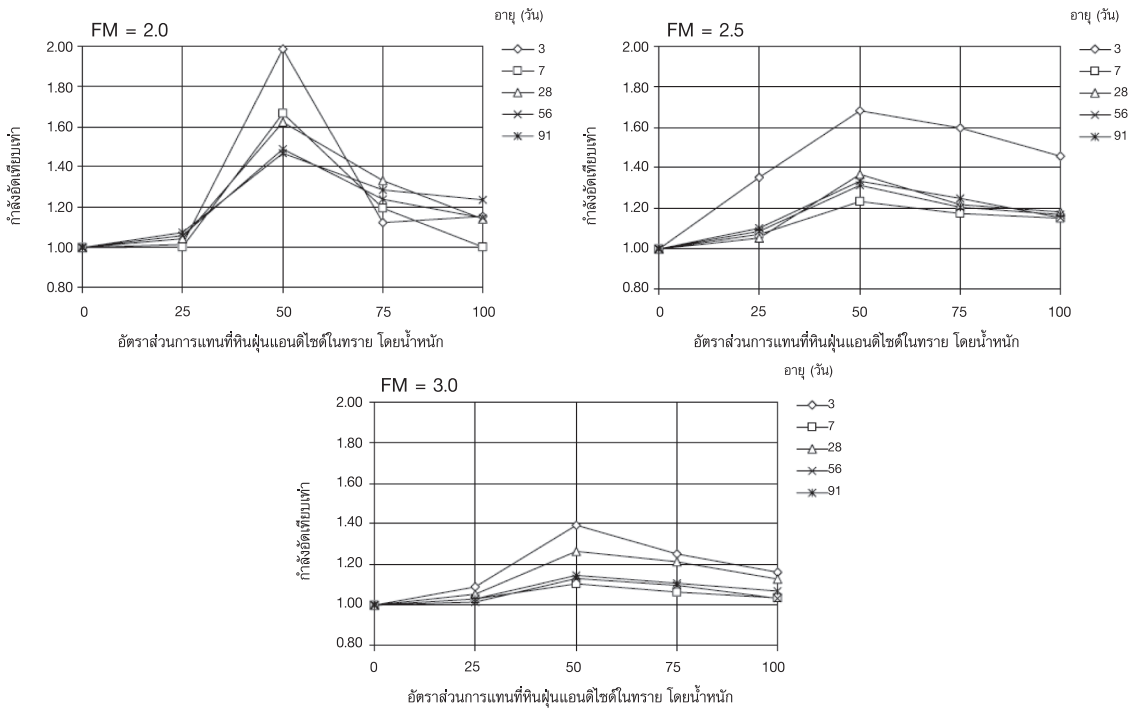 อายุ (วัน)
FM = 2.0
2.00
1.80
1.60
1.40
1.20
1.00
0.80
กำลังอัดเทียบเท่า
0 25 50 75 100
อัตราส่วนการแทนที่หินฝุ่นแอนดิไซต์ในทราย โดยน้ำหนัก
3
7
28
56
91
อายุ (วัน)
FM = 2.5
2.00
1.80
1.60
1.40
1.20
1.00
0.80
กำลังอัดเทียบเท่า
0 25 50 75 100
อัตราส่วนการแทนที่หินฝุ่นแอนดิไซด์ในทราย โดยน้ำหนัก
3
7
28
56
91
อายุ (วัน)
FM = 3.0
2.00
1.80
1.60
1.40
1.20
1.00
0.80
กำลังอัดเทียบเท่า
0 25 50 75 100
อัตราส่วนการแทนที่หินฝุ่นแอนดิไซด์ในทราย โดยน้ำหนัก
3
7
28
56
91